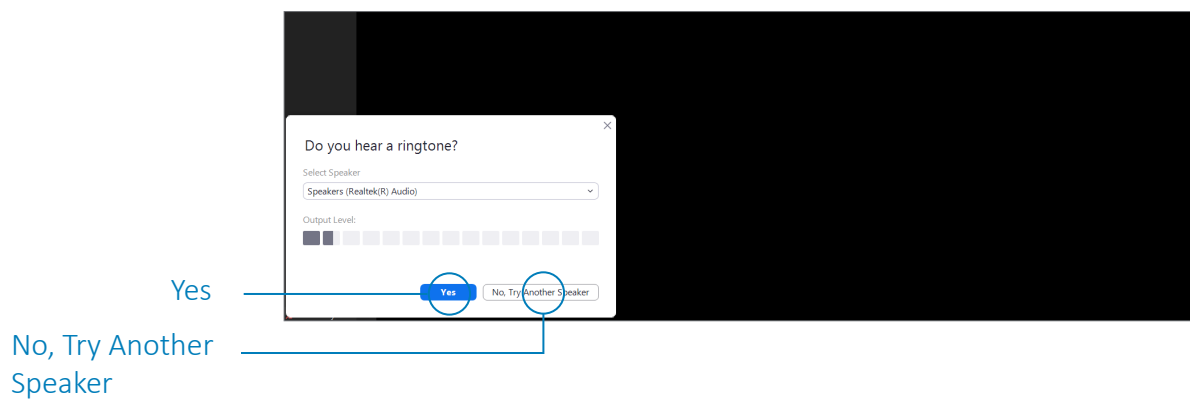 Do you hear a ringtone?
Select Speaker
Speakers (Realtek(R) Audio)
Output Level:
Yes
No, Try Another Speaker
Yes
No, Try Another
Speaker